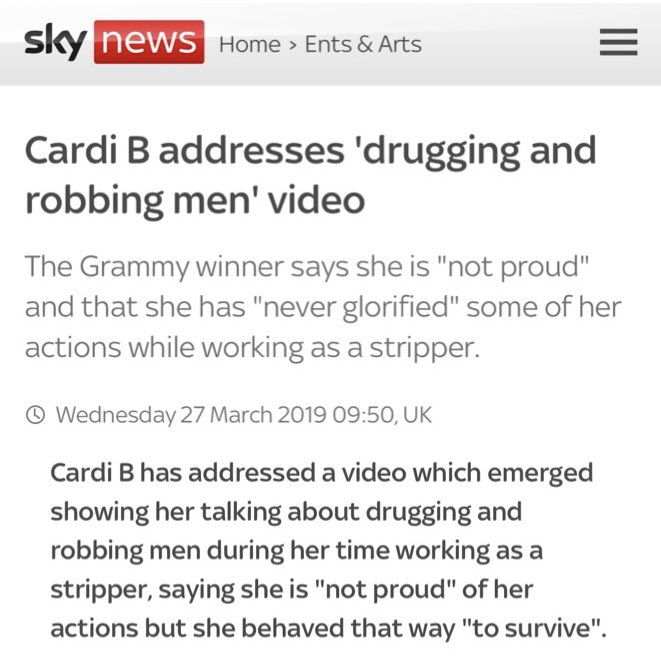 sky news Home > Ents & Arts
Cardi B addresses 'drugging and
robbing men' video
The Grammy winner says she is "not proud"
and that she has "never glorified" some of her
actions while working as a stripper.
Wednesday 27 March 2019 09:50, UK
Cardi B has addressed a video which emerged
showing her talking about drugging and
robbing men during her time working as a
stripper, saying she is "not proud" of her
actions but she behaved that way "to survive".